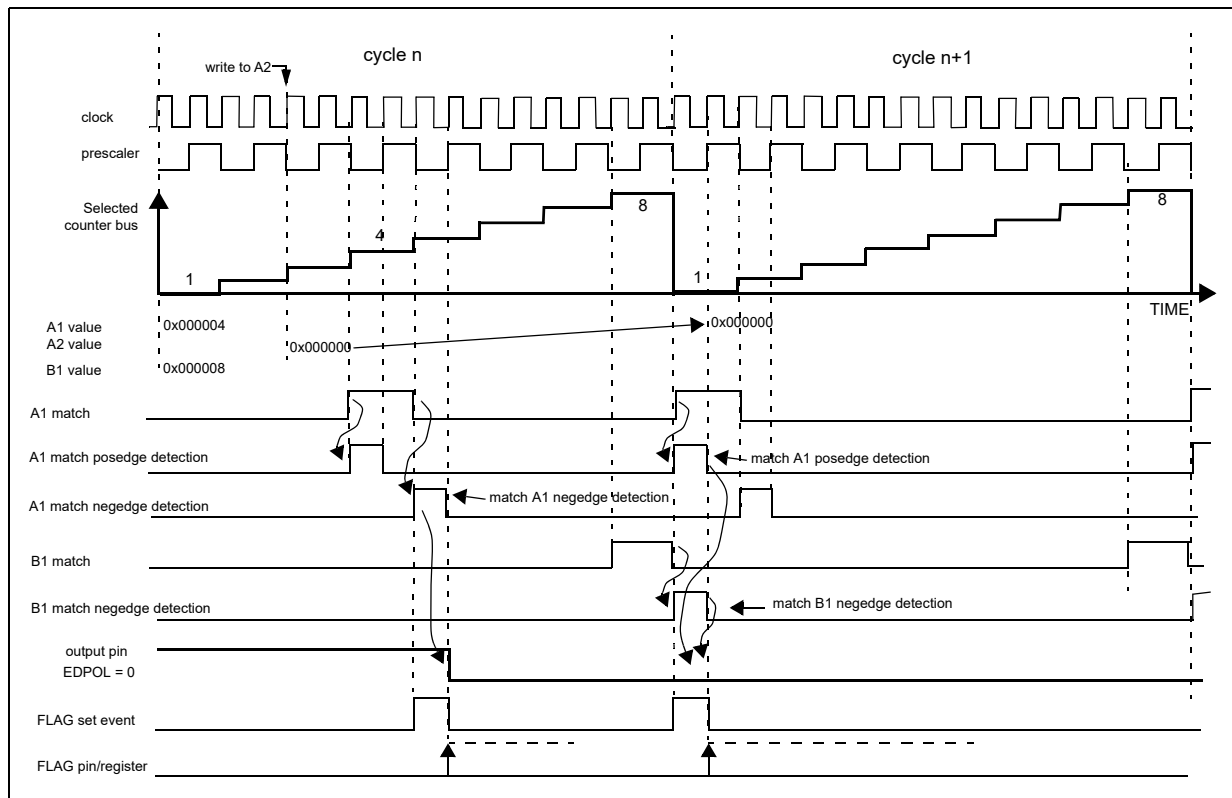 cycle n
cycle n+1
write to A2
clock
prescaler
Selected
counter bus
1
4
8
1
8
TIME
A1 value
0x000004
0x000000
A2 value
0x000000
B1 value
0x000008
A1 match
A1 match posedge detection
match A1 posedge detection
A1 match negedge detection
match A1 negedge detection
B1 match
B1 match negedge detection
match B1 negedge detection
output pin
EDPOL = 0
FLAG set event
FLAG pin/register